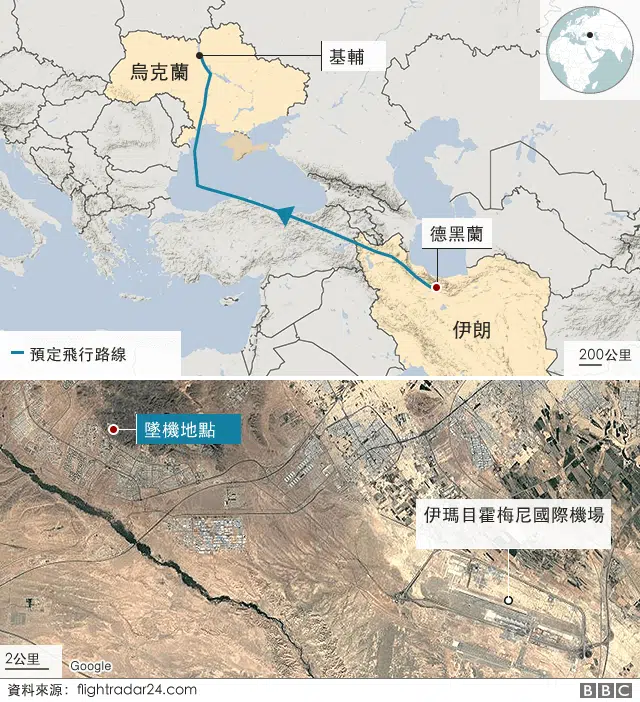 基輔
烏克蘭
德黑蘭
伊朗
預定飛行路線
200公里
墜機地點
伊瑪目霍梅尼國際機場
2公里
Google
資料來源：flightradar24.com
BBC